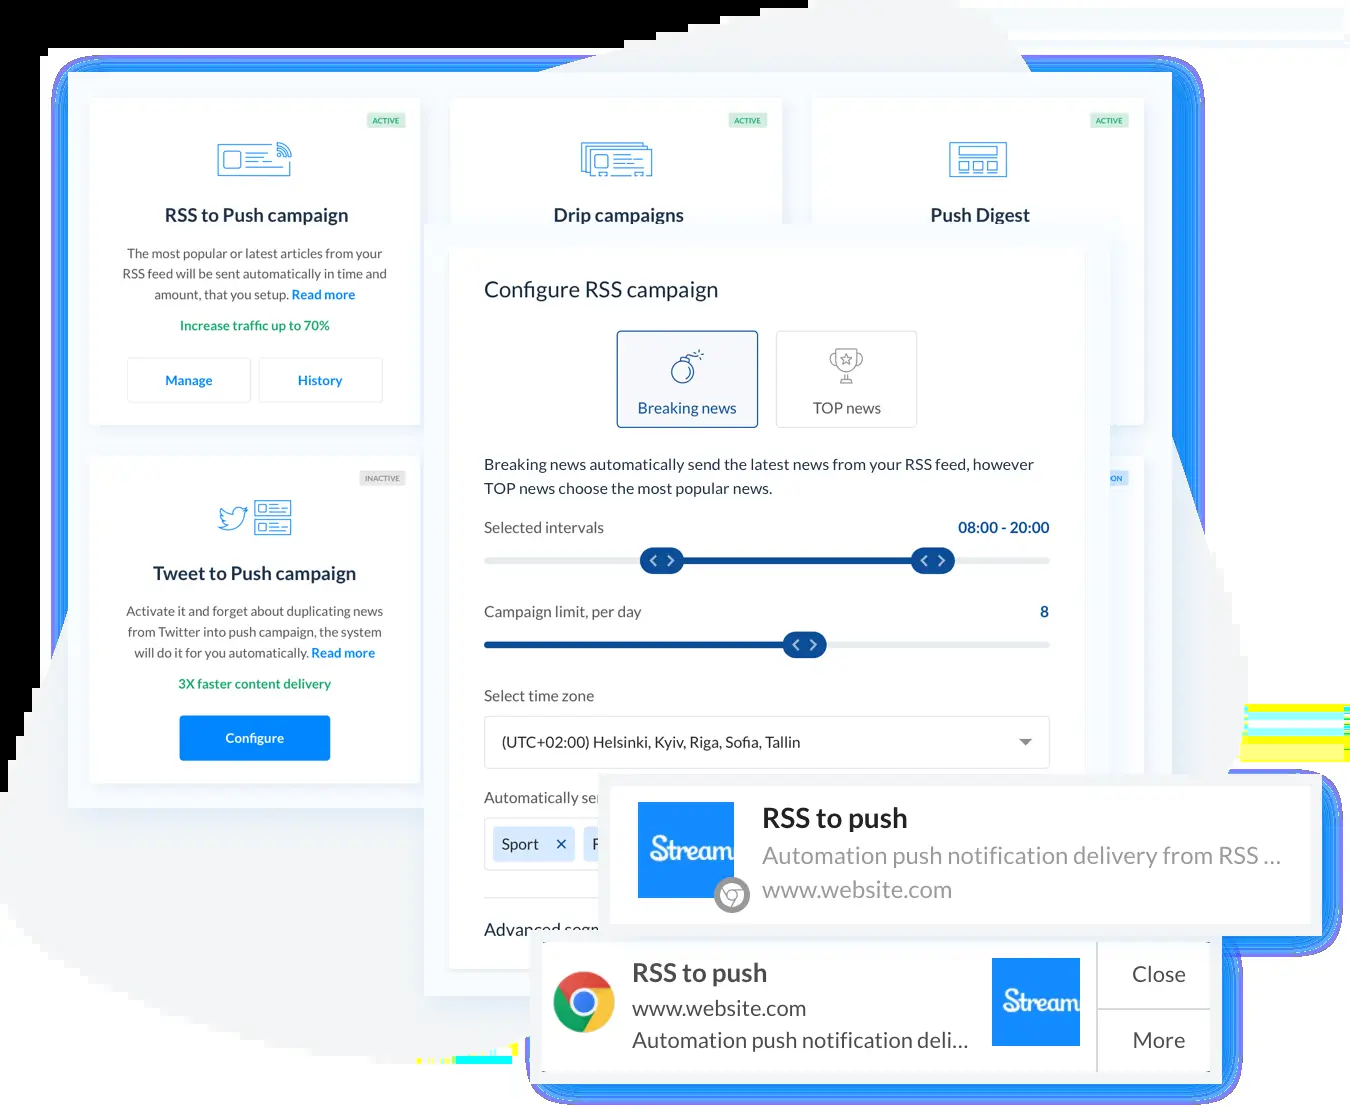 ACTIVE
RSS to Push campaign
The most popular or latest articles from your
RSS feed will be sent automatically in time and
amount, that you setup. Read more
Increase traffic up to 70%
Manage
History
ACTIVE
Drip campaigns
ACTIVE
Push Digest
INACTIVE
Tweet to Push campaign
Activate it and forget about duplicating news
from Twitter into push campaign, the system
will do it for you automatically. Read more
3X faster content delivery
Configure
ON
Configure RSS campaign
Breaking news
TOP news
Breaking news automatically send the latest news from your RSS feed, however
TOP news choose the most popular news.
Selected intervals
08:00 - 20:00
Campaign limit, per day
8
Select time zone
(UTC+02:00) Helsinki, Kyiv, Riga, Sofia, Tallin
Automatically
Sport
Stream
RSS to push
Automation push notification delivery from RSS ...
www.website.com
RSS to push
www.website.com
Automation push notification deli...
Stream
Close
More